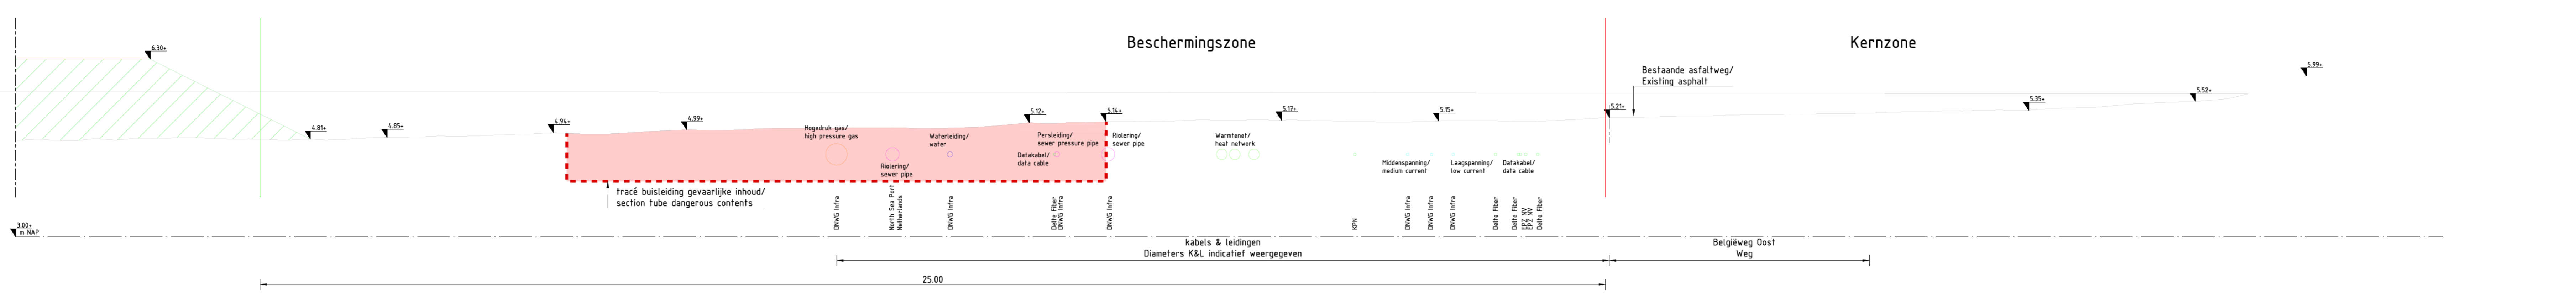 Beschermingszone
Kernzone
6.30+
4.81+
4.85+
4.94+
4.99+
5.12+
5.14+
5.17+
5.15+
5.21+
5.35+
5.52+
5.99+
Bestaande asfaltweg/
Existing asphalt
Hogedruk gas/
high pressure gas
Riolering/
sewer pipe
Waterleiding/
water
Persleiding/
sewer pressure pipe
Datakabel/
data cable
Riolering/
sewer pipe
Warmtenet/
heat network
Middenspanning/
medium current
Laagspanning/
low current
Datakabel/
data cable
tracé buisleiding gevaarlijke inhoud/
section tube dangerous contents
DNWG Infra
North Sea Port
Netherlands
DNWG Infra
Delta Fiber
DNWG Infra
DNWG Infra
KPN
DNWG Infra
DNWG Infra
DNWG Infra
Delta Fiber
Delta Fiber
EPZ NV
EPZ NV
Delta Fiber
3.00+
m NAP
kabels & leidingen
Diameters K&L indicatief weergegeven
Belgiëweg Oost
Weg
25.00